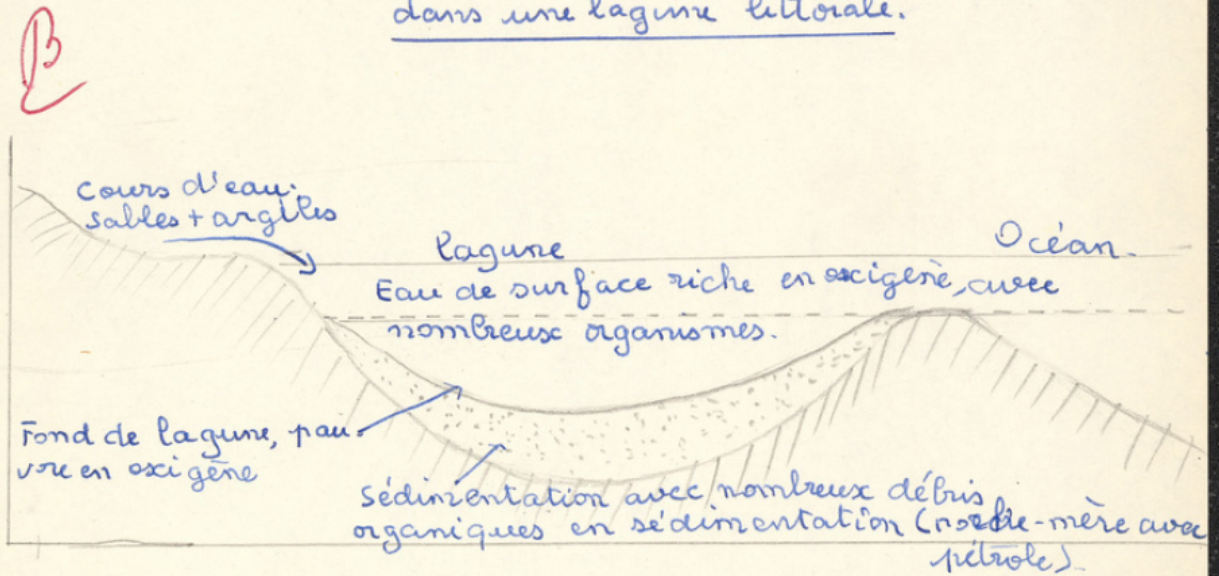 dans une lagune littorale.
B
Cours d'eau.
Sables + argiles
lagune
Océan.
Eau de surface riche en oxigène, avec
nombreux organismes.
Fond de lagune, pau-
vre en oxigène
Sédimentation avec nombreux débris
organiques en sédimentation (roche-mère avec
pétrole).